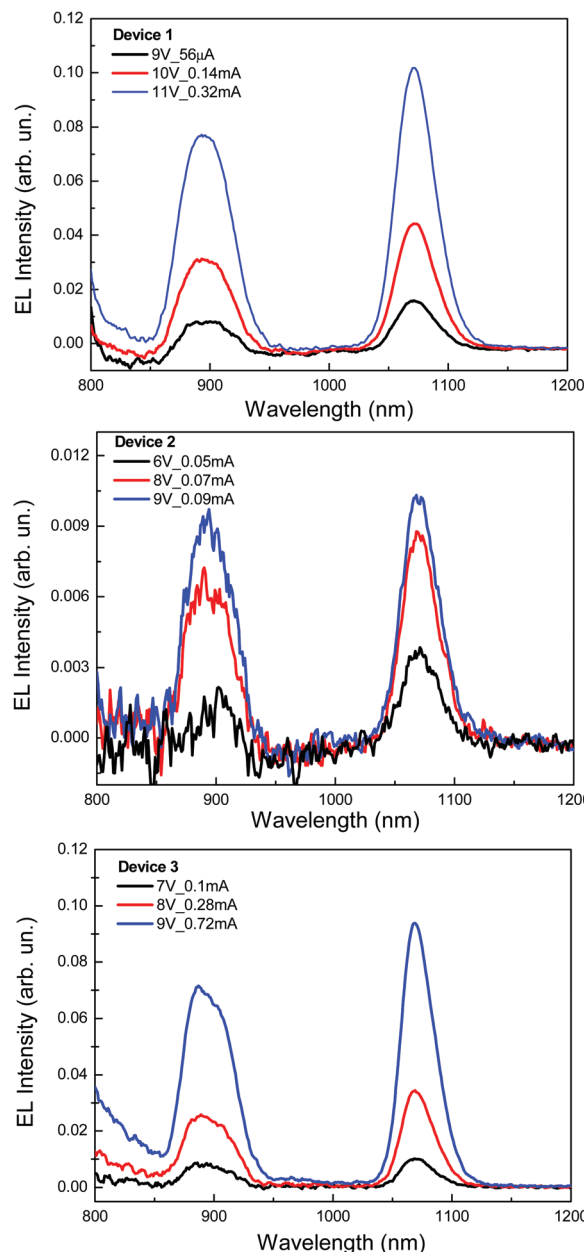 Device 1
9V_56μA
10V_0.14mA
11V_0.32mA
0.12
0.10
0.08
0.06
0.04
0.02
0.00
EL Intensity (arb. un.)
800 900 1000 1100 1200
Wavelength (nm)
Device 2
6V_0.05mA
8V_0.07mA
9V_0.09mA
0.012
0.009
0.006
0.003
0.000
EL Intensity (arb. un.)
800 900 1000 1100 1200
Wavelength (nm)
Device 3
7V_0.1mA
8V_0.28mA
9V_0.72mA
0.12
0.10
0.08
0.06
0.04
0.02
0.00
EL Intensity (arb. un.)
800 900 1000 1100 1200
Wavelength (nm)